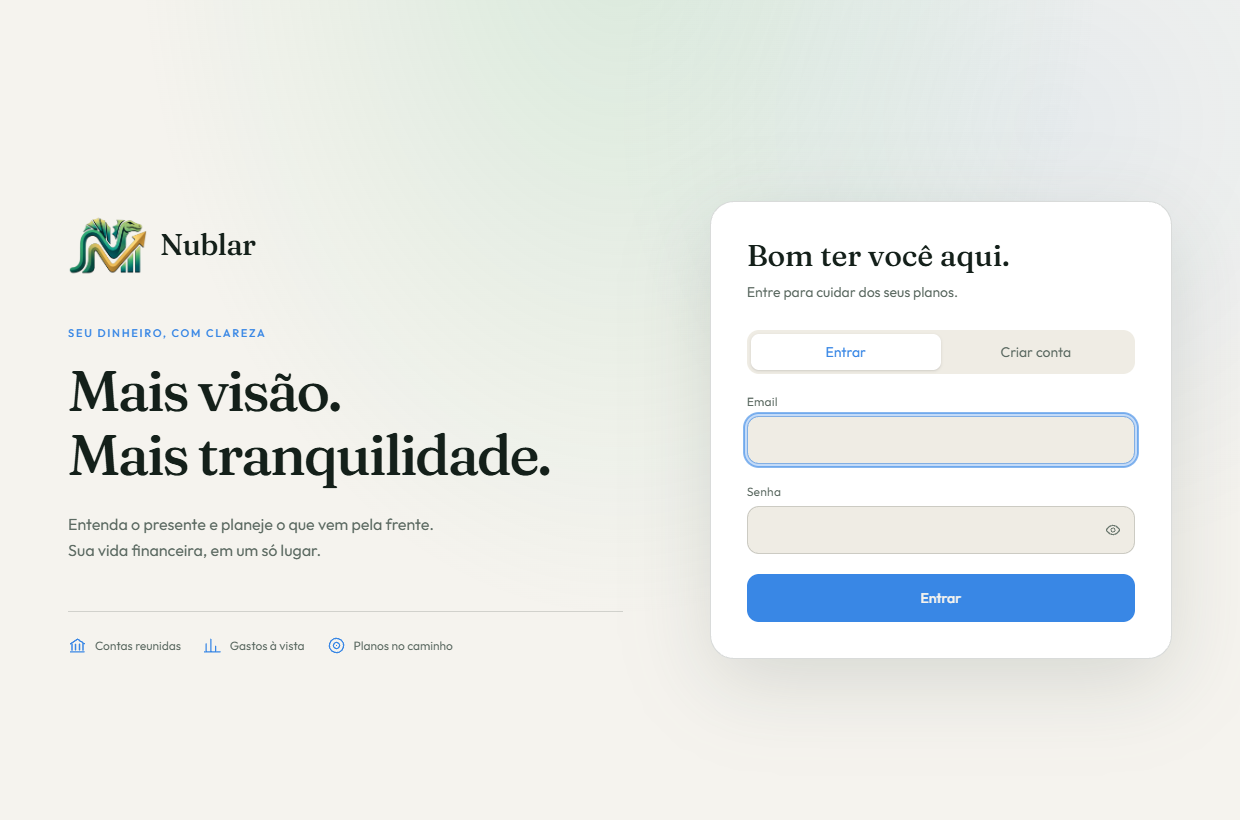 Nublar
SEU DINHEIRO, COM CLAREZA
Mais visão.
Mais tranquilidade.
Entenda o presente e planeje o que vem pela frente.
Sua vida financeira, em um só lugar.
Contas reunidas
Gastos à vista
Planos no caminho
Bom ter você aqui.
Entre para cuidar dos seus planos.
Entrar
Criar conta
Email
Senha
Entrar